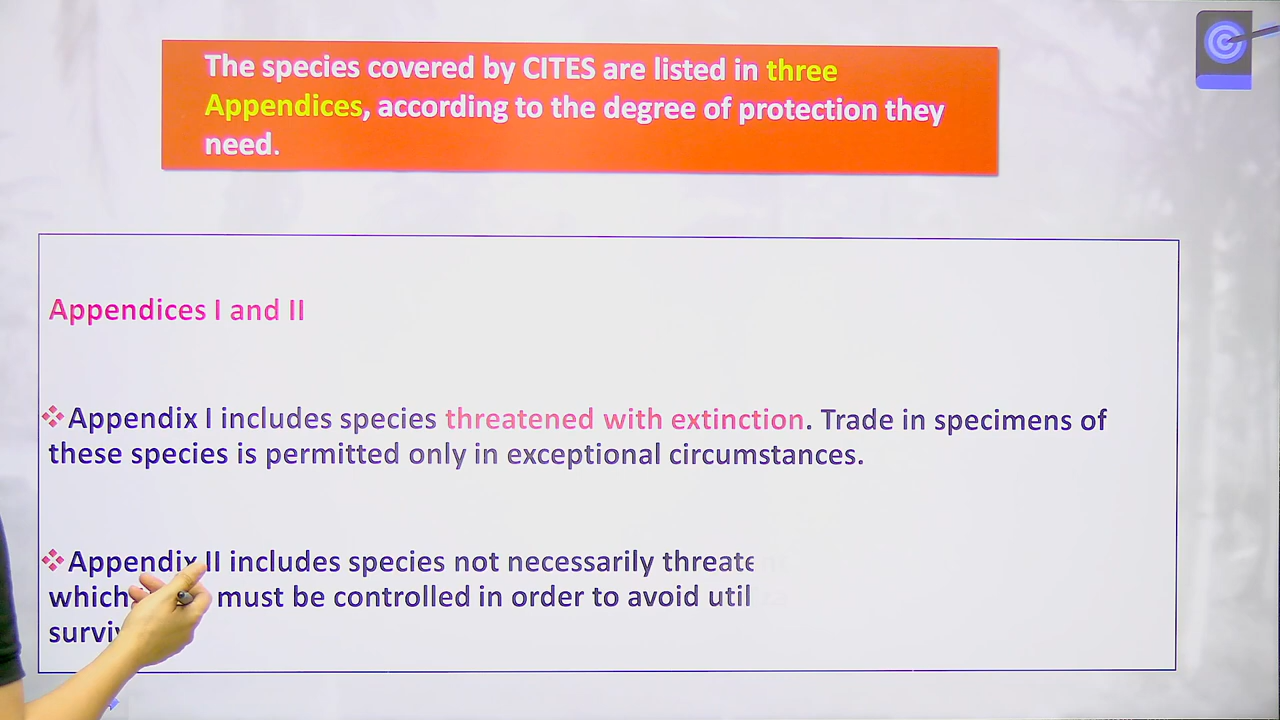 The species covered by CITES are listed in three
Appendices, according to the degree of protection they
need.
Appendices I and II
❖Appendix I includes species threatened with extinction. Trade in specimens of
these species is permitted only in exceptional circumstances.
❖Appendix II includes species not necessarily
which must be controlled in order to avoid